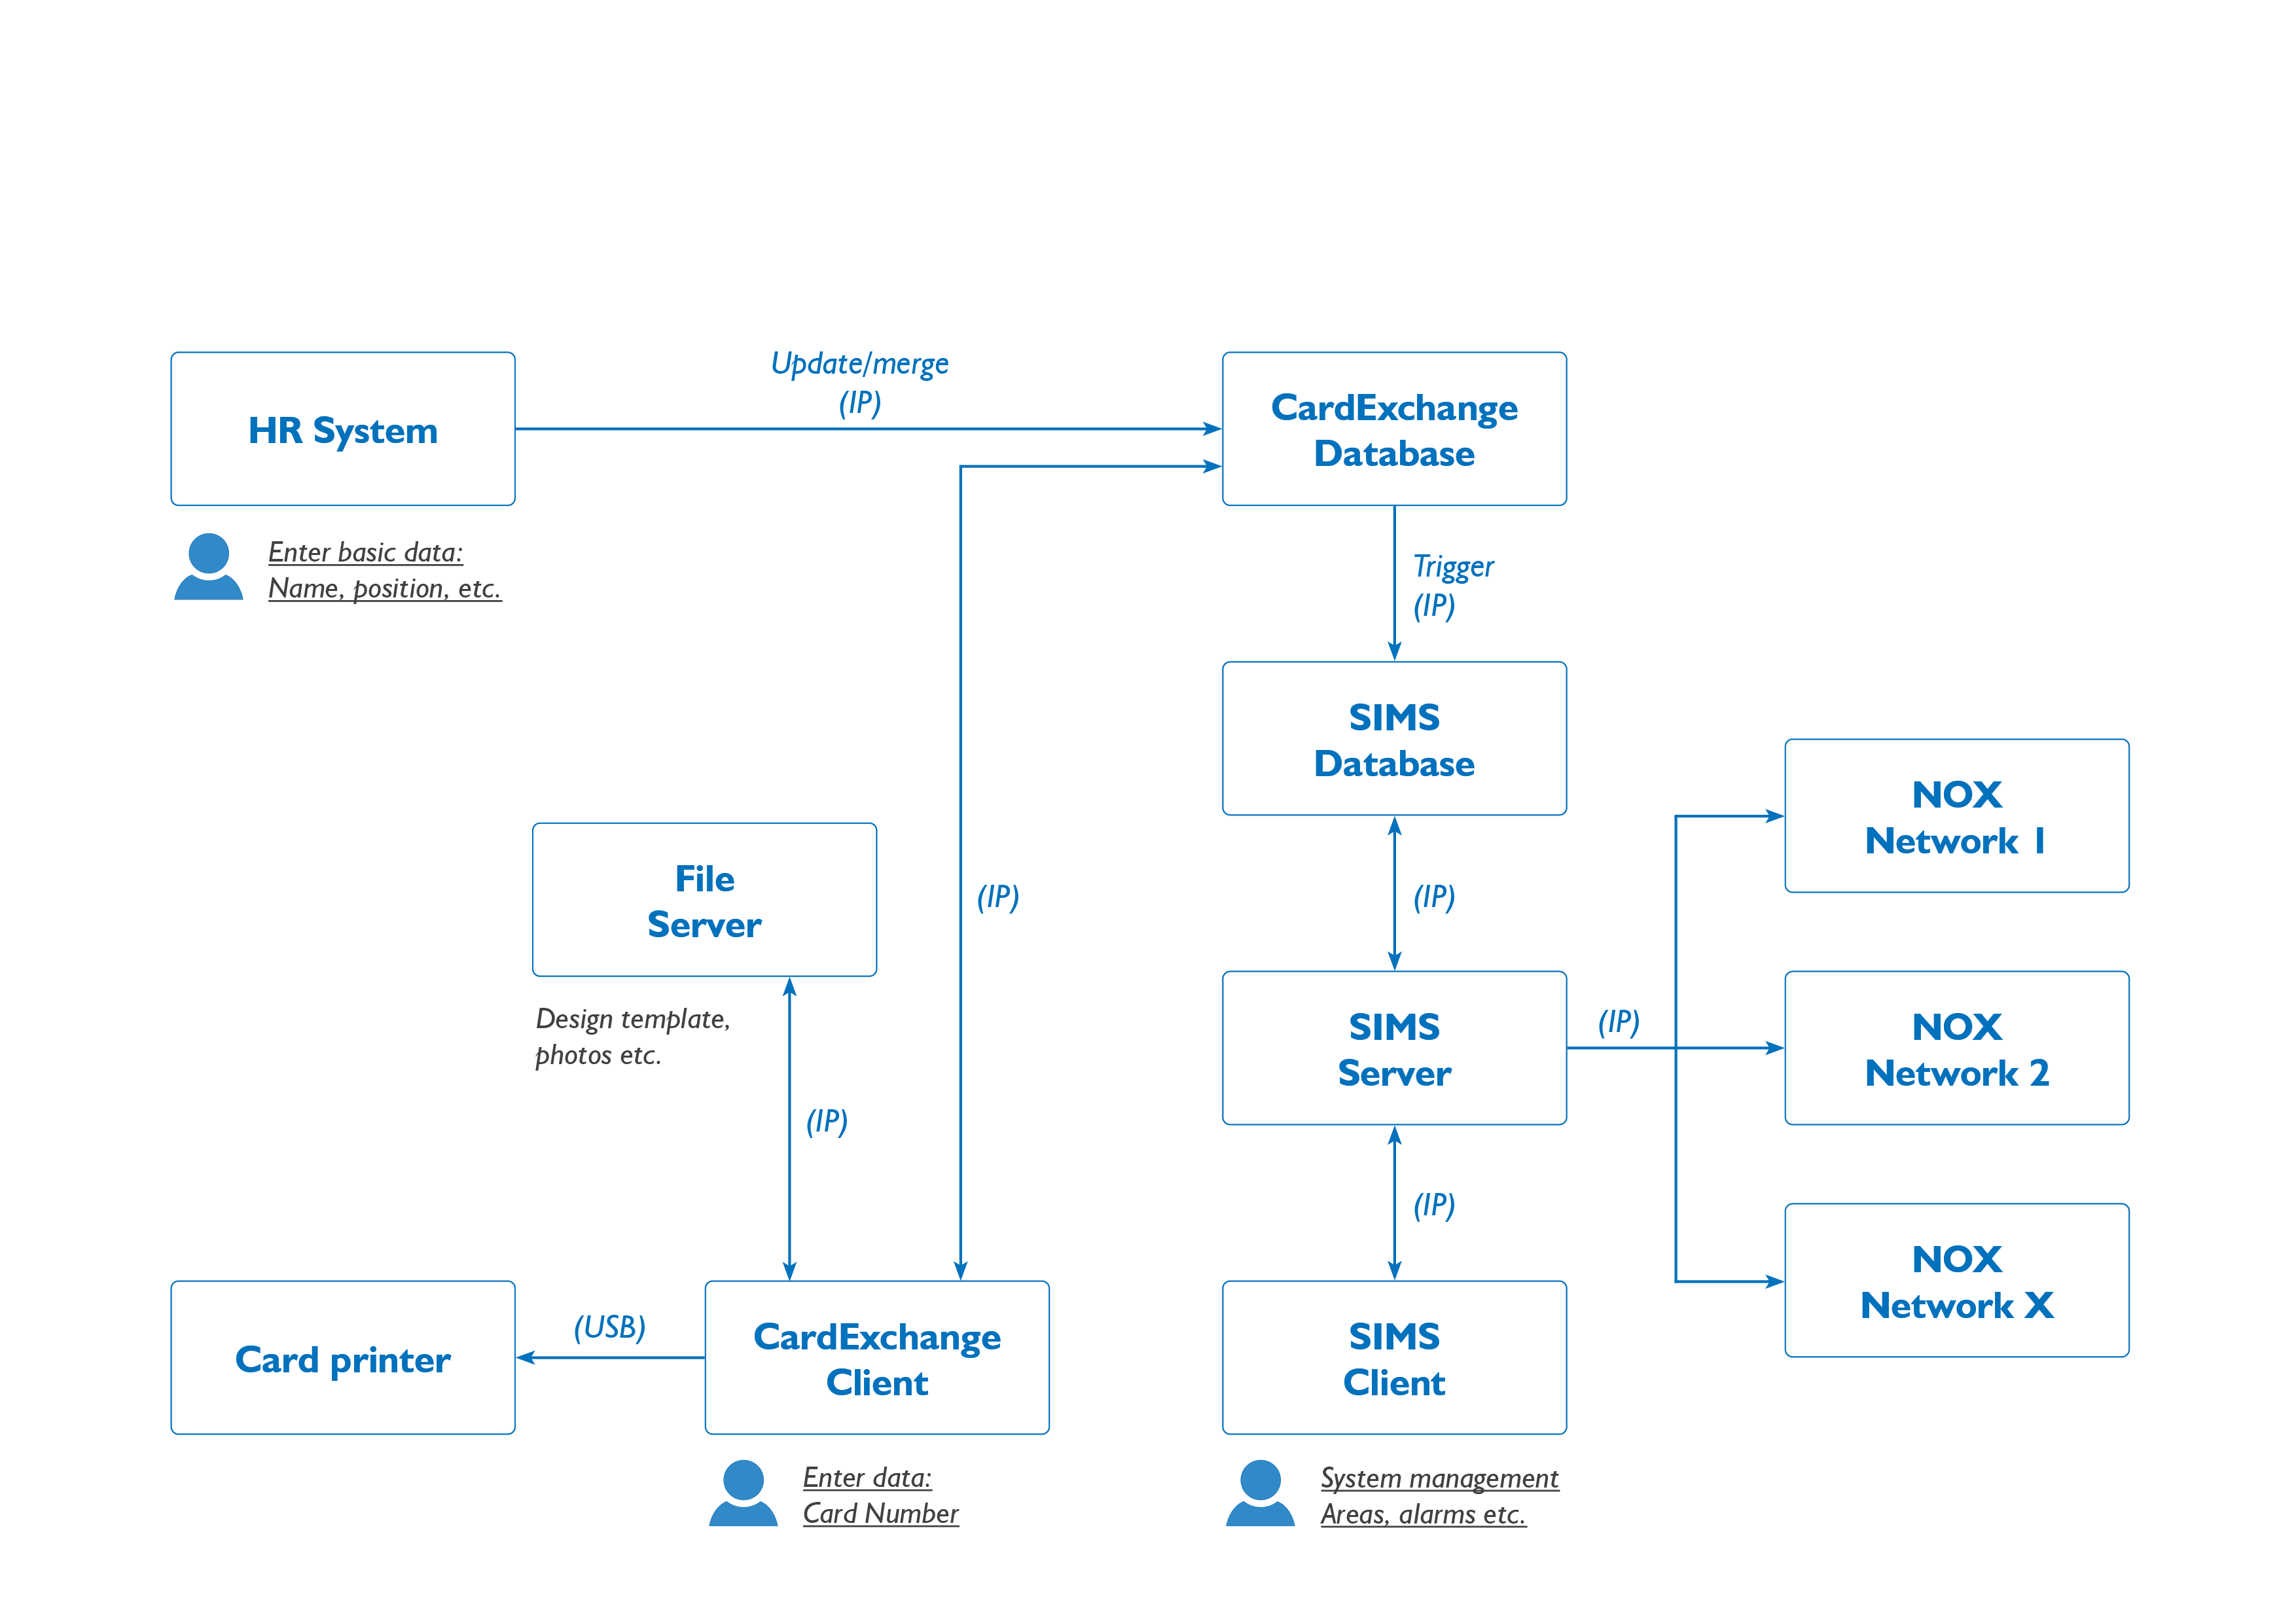 HR System
Update/merge
(IP)
CardExchange
Database
Enter basic data:
Name, position, etc.
Trigger
(IP)
SIMS
Database
NOX
Network 1
File
Server
(IP)
(IP)
Design template,
photos etc.
SIMS
Server
(IP)
NOX
Network 2
(IP)
(IP)
NOX
Network X
Card printer
(USB)
CardExchange
Client
SIMS
Client
Enter data:
Card Number
System management
Areas, alarms etc.